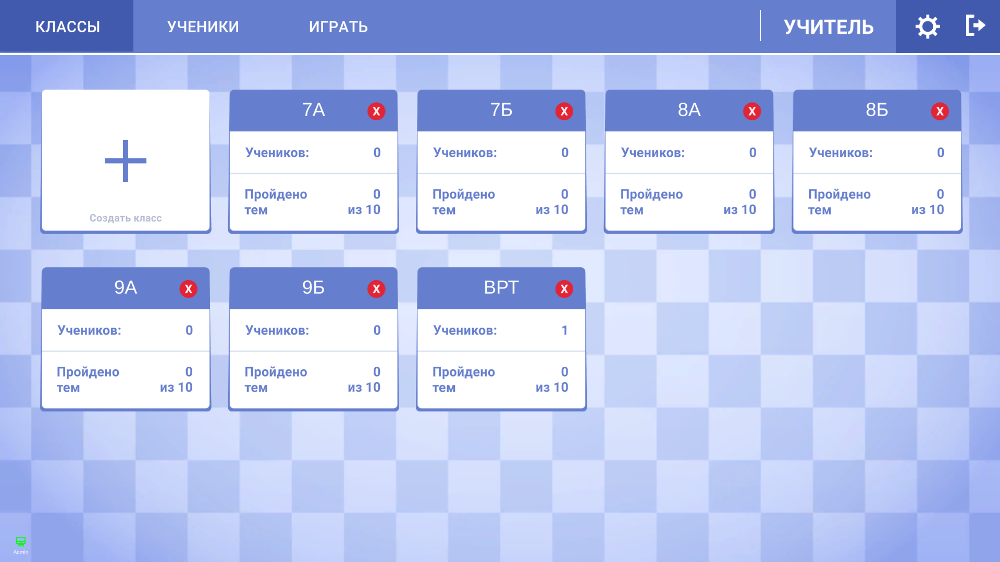 КЛАССЫ УЧЕНИКИ ИГРАТЬ УЧИТЕЛЬ
7А X 7Б X 8А X 8Б X
Учеников: 0 Учеников: 0 Учеников: 0 Учеников: 0
Пройдено 0 Пройдено 0 Пройдено 0 Пройдено 0
тем из 10 тем из 10 тем из 10 тем из 10
Создать класс
9А X 9Б X ВРТ X
Учеников: 0 Учеников: 0 Учеников: 1
Пройдено 0 Пройдено 0 Пройдено 0
тем из 10 тем из 10 тем из 10
Admin